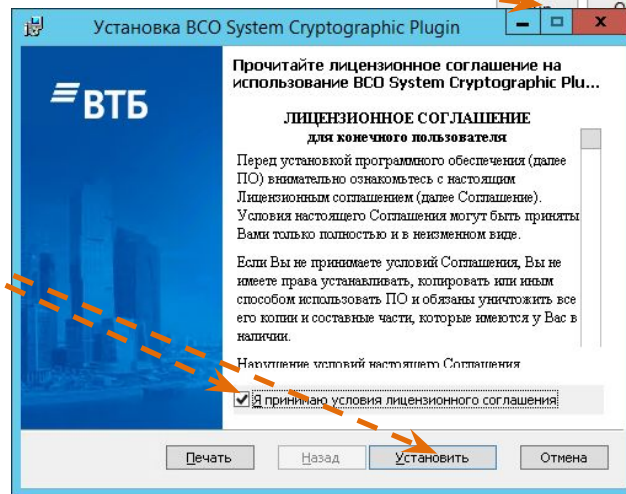 Установка BCO System Cryptographic Plugin
Прочитайте лицензионное соглашение на
использование BCO System Cryptographic Plu...
ВТБ
ЛИЦЕНЗИОННОЕ СОГЛАШЕНИЕ
для конечного пользователя
Перед установкой программного обеспечения (далее
ПО) внимательно ознакомьтесь с настоящим
Лицензионным соглашением (далее Соглашение).
Условия настоящего Соглашения могут быть приняты
Вами только полностью и в неизменном виде.
Если Вы не принимаете условий Соглашения, Вы не
имеете права устанавливать, копировать или иным
способом использовать ПО и обязаны уничтожить все
его копии и составные части, которые имеются у Вас в
наличии.
Нарушение условий настоящего Соглашения
Я принимаю условия лицензионного соглашения
Печать Назад Установить Отмена